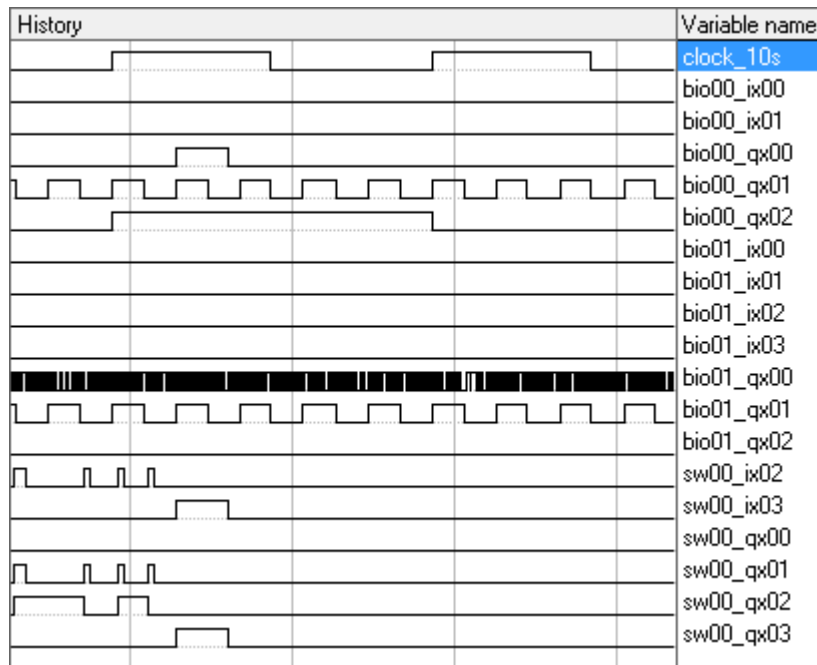 History
Variable name
clock_10s
bio00_ix00
bio00_ix01
bio00_qx00
bio00_qx01
bio00_qx02
bio01_ix00
bio01_ix01
bio01_ix02
bio01_ix03
bio01_qx00
bio01_qx01
bio01_qx02
sw00_ix02
sw00_ix03
sw00_qx00
sw00_qx01
sw00_qx02
sw00_qx03